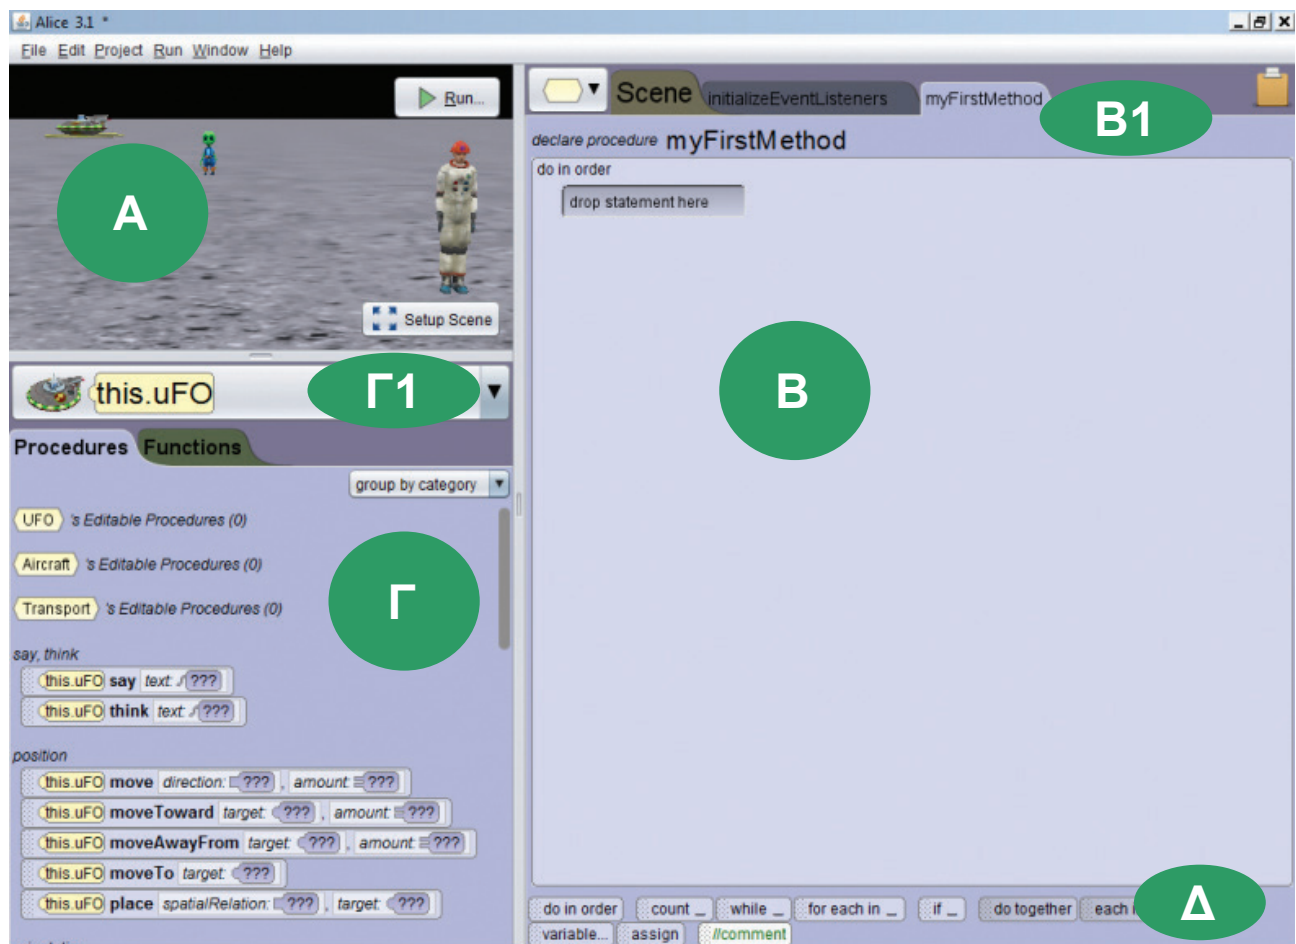 Alice 3.1 *
File Edit Project Run Window Help
Run...
Α
Setup Scene
this.uFO
Γ1
Procedures Functions
group by category
UFO 's Editable Procedures (0)
Aircraft 's Editable Procedures (0)
Transport 's Editable Procedures (0)
Γ
say, think
this.uFO say text: ???
this.uFO think text: ???
position
this.uFO move direction: ??? , amount: ???
this.uFO moveToward target: ??? , amount: ???
this.uFO moveAwayFrom target: ??? , amount: ???
this.uFO moveTo target: ???
this.uFO place spatialRelation: ??? , target: ???
Scene initializeEventListeners myFirstMethod
Β1
declare procedure myFirstMethod
do in order
drop statement here
Β
do in order count _ while _ for each in _ if _ do together each
Δ
variable... assign //comment